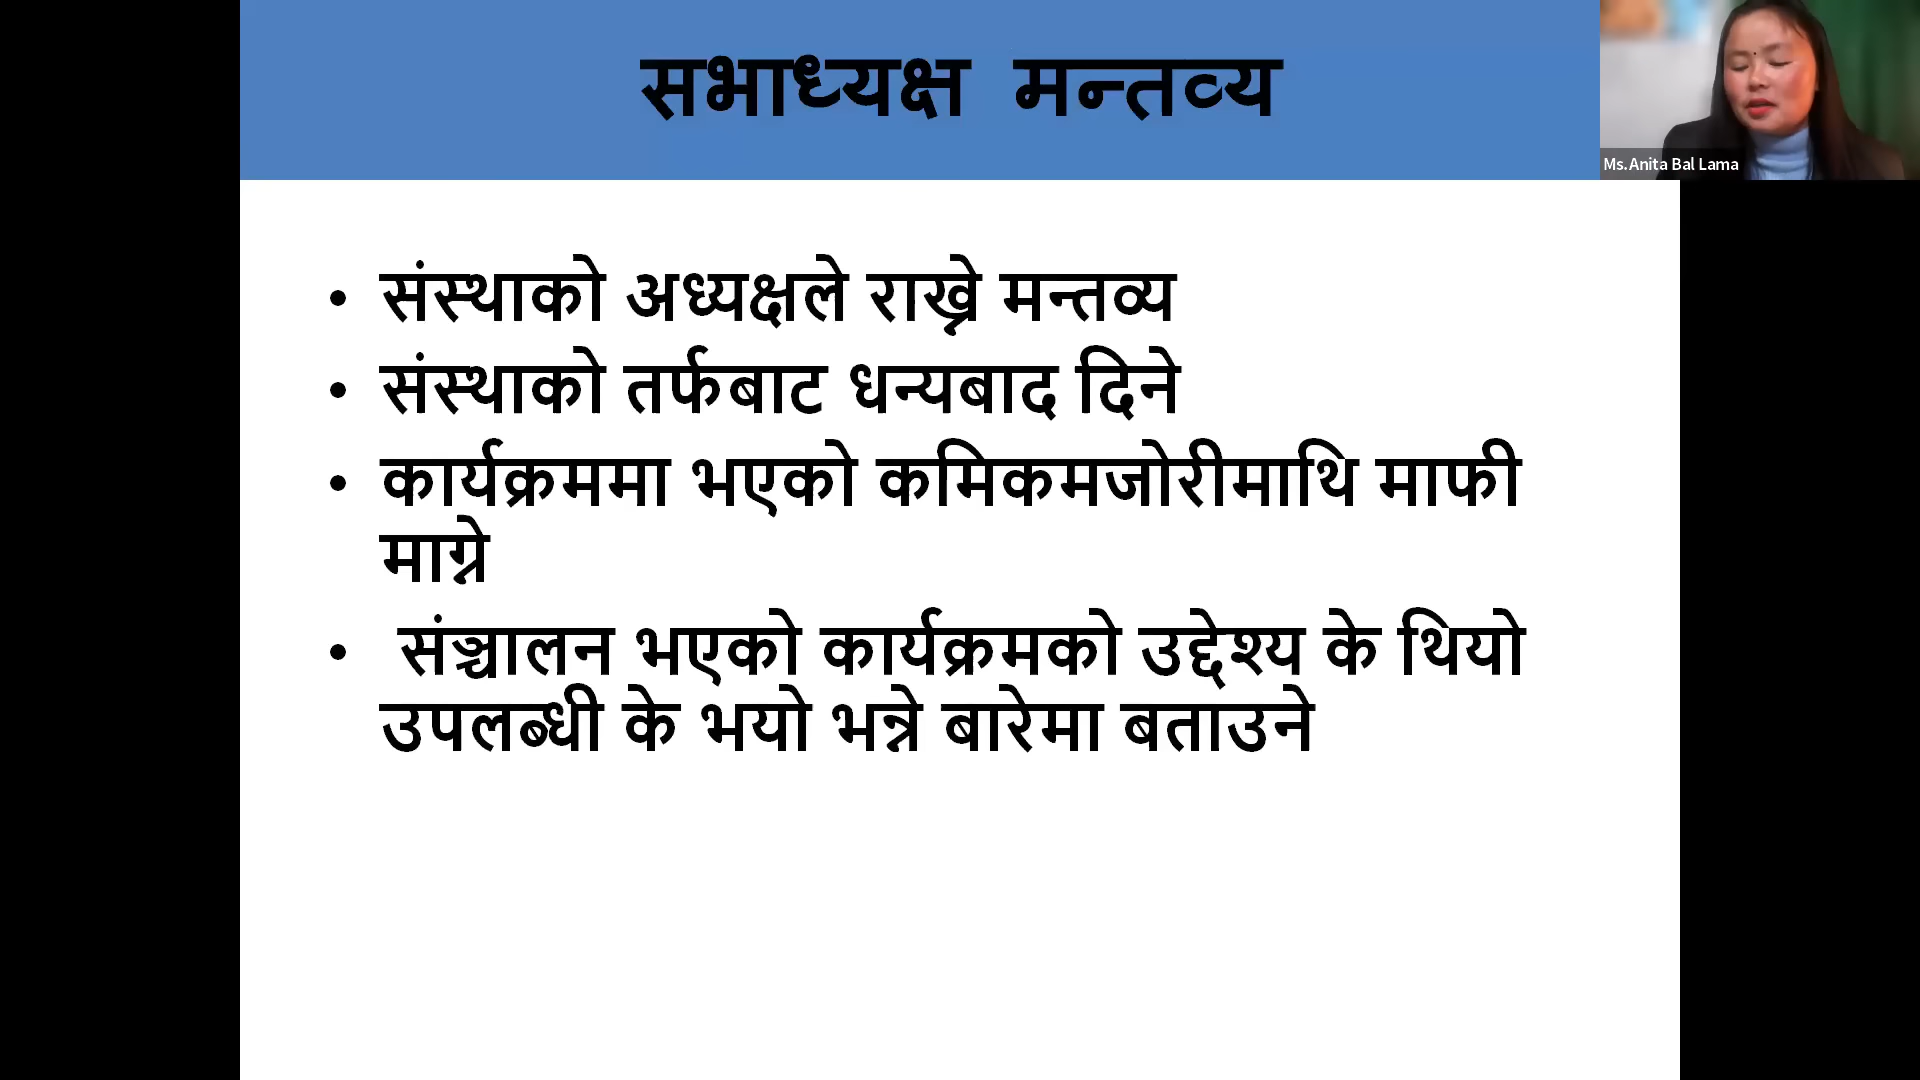 सभाध्यक्ष मन्तव्य
Ms.Anita Bal Lama
• संस्थाको अध्यक्षले राख्ने मन्तव्य
• संस्थाको तर्फबाट धन्यबाद दिने
• कार्यक्रममा भएको कमिकमजोरीमाथि माफी
माग्ने
• संञ्चालन भएको कार्यक्रमको उद्देश्य के थियो
उपलब्धी के भयो भन्ने बारेमा बताउने